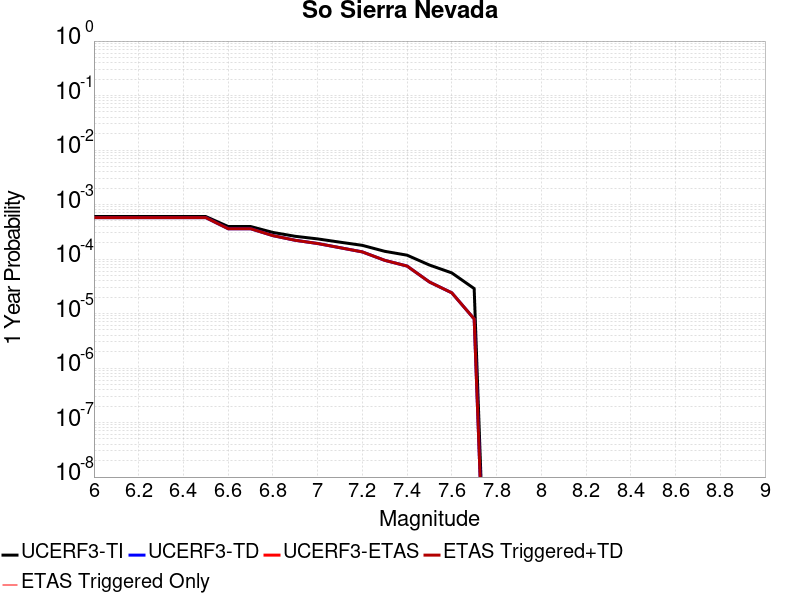 So Sierra Nevada
10^0
10^-1
10^-2
10^-3
10^-4
10^-5
10^-6
10^-7
10^-8
1 Year Probability
6 6.2 6.4 6.6 6.8 7 7.2 7.4 7.6 7.8 8 8.2 8.4 8.6 8.8 9
Magnitude
UCERF3-TI UCERF3-TD UCERF3-ETAS ETAS Triggered+TD
ETAS Triggered Only